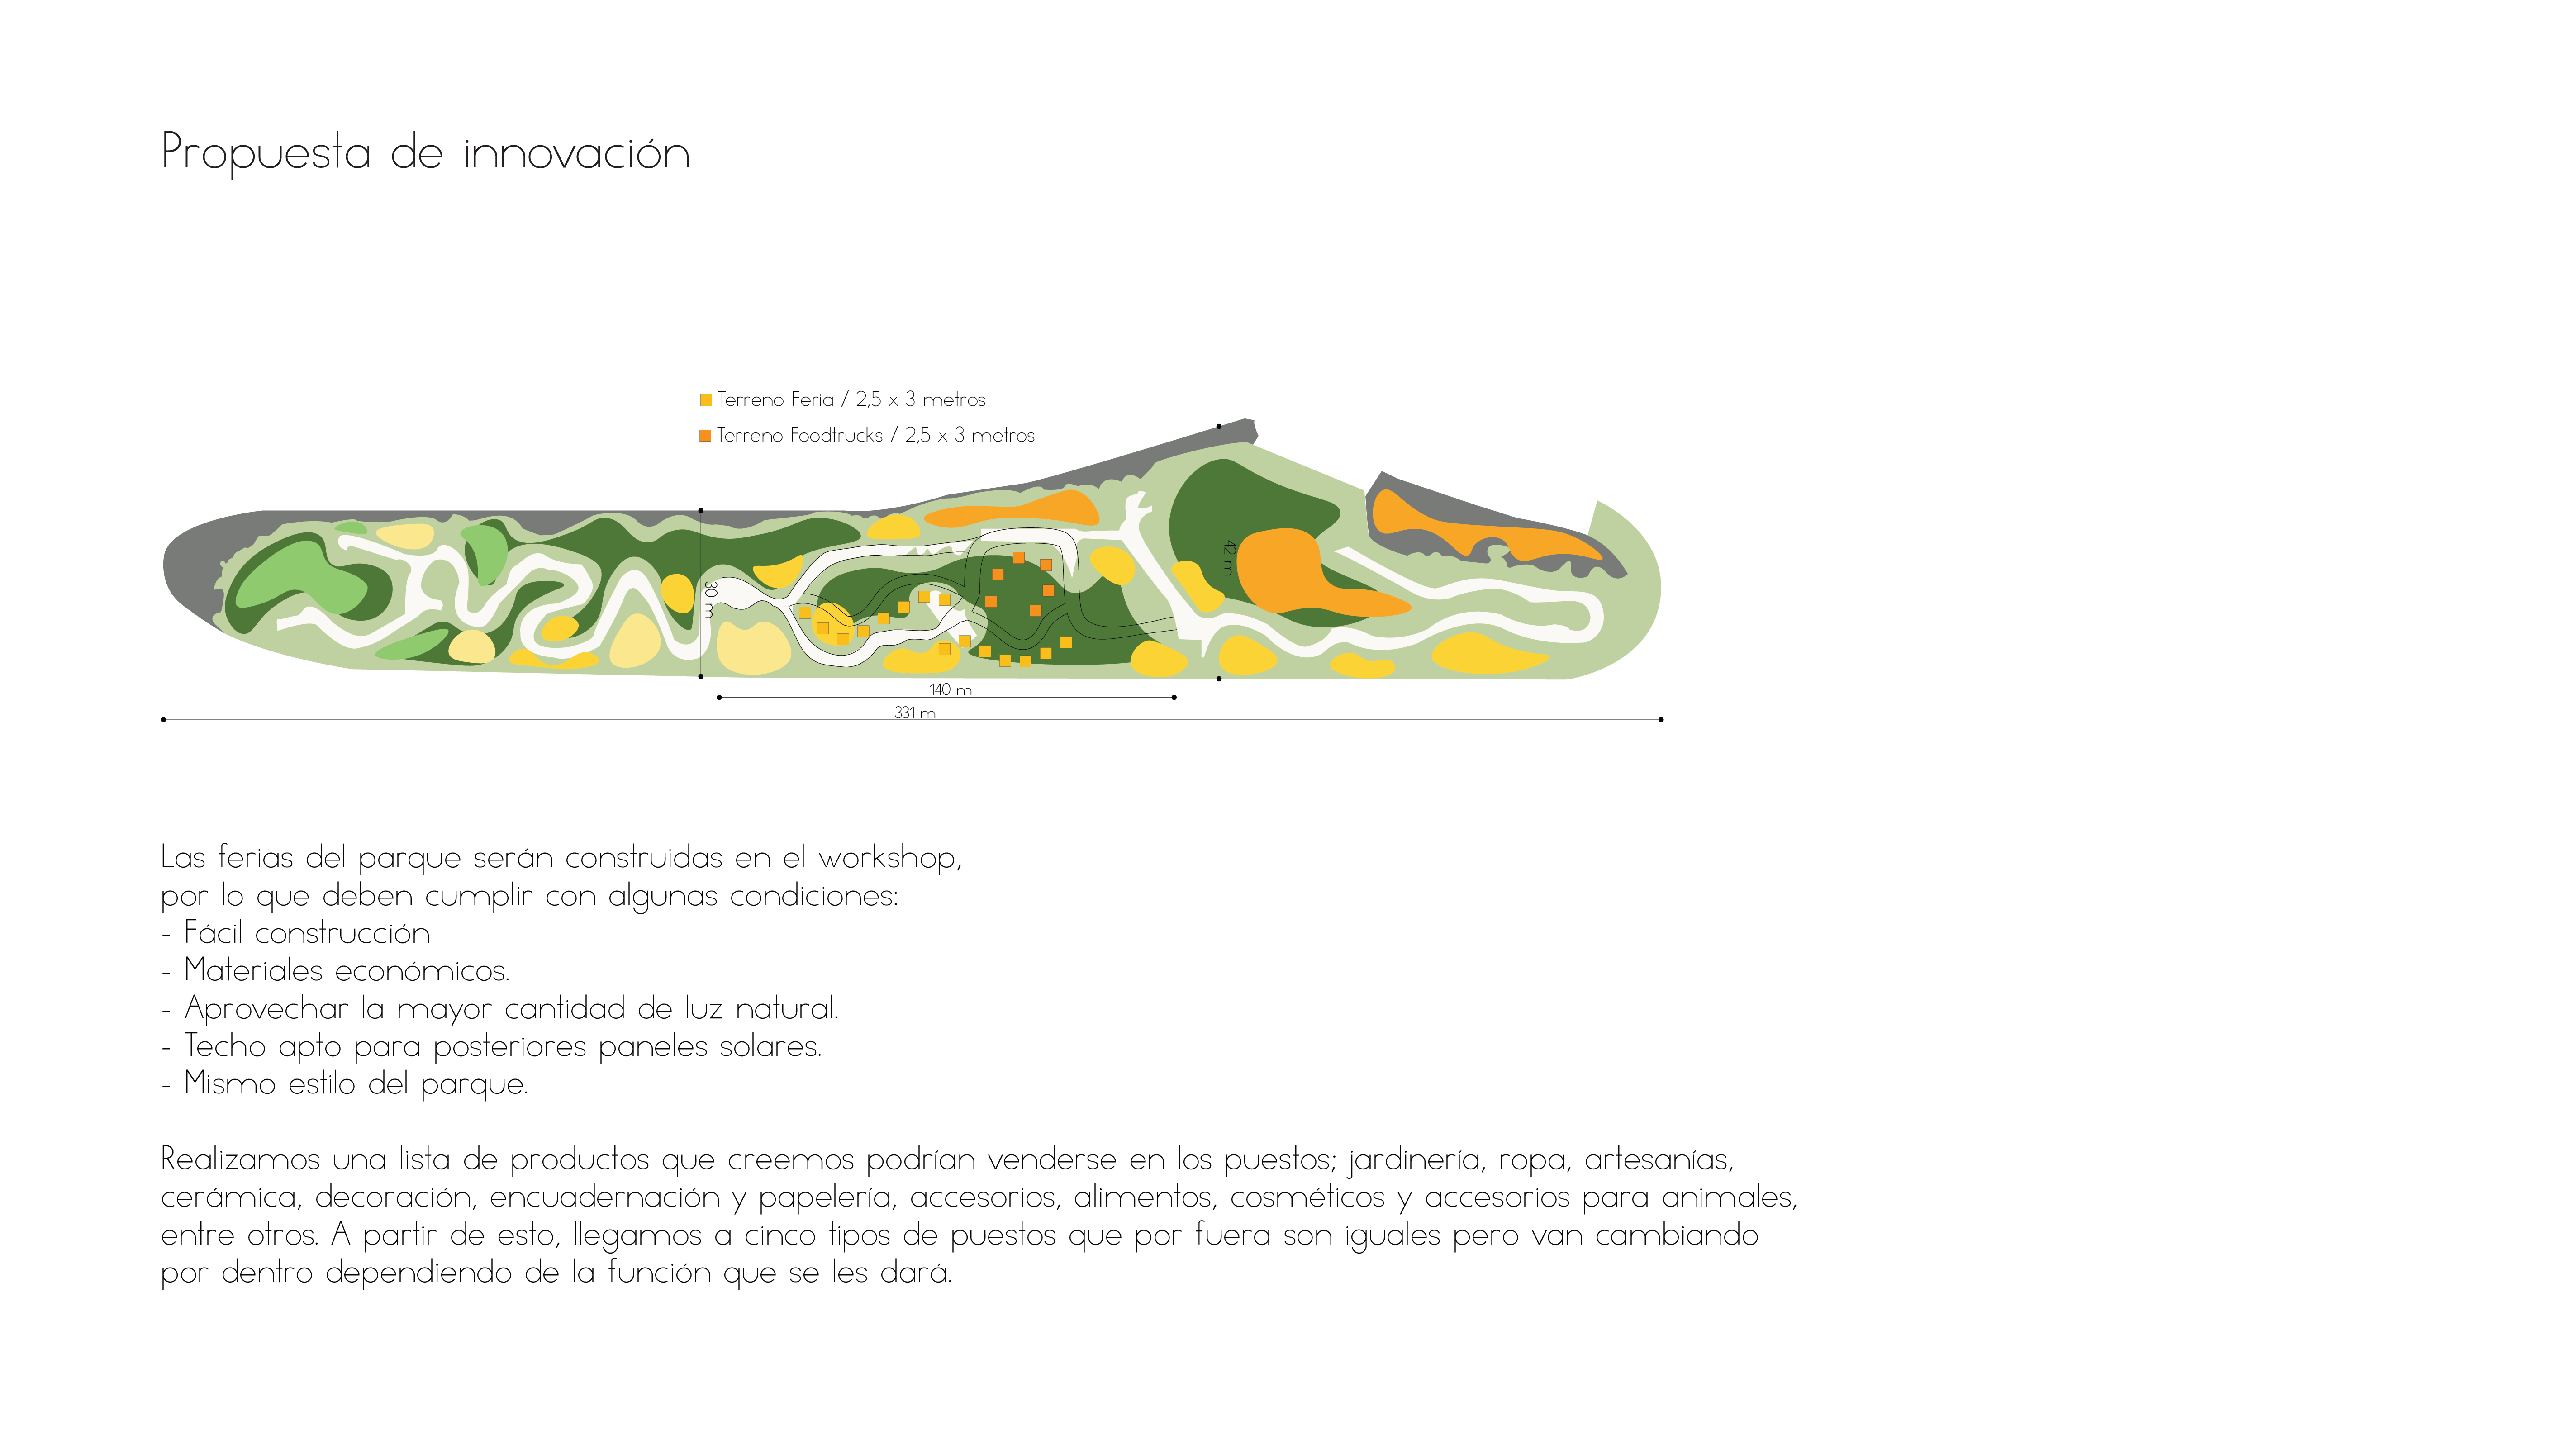 Propuesta de innovación
Terreno Feria / 2,5 x 3 metros
Terreno Foodtrucks / 2,5 x 3 metros
42 m
30 m
140 m
331 m
Las ferias del parque serán construidas en el workshop,
por lo que deben cumplir con algunas condiciones:
- Fácil construcción
- Materiales económicos.
- Aprovechar la mayor cantidad de luz natural.
- Techo apto para posteriores paneles solares.
- Mismo estilo del parque.
Realizamos una lista de productos que creemos podrían venderse en los puestos; jardinería, ropa, artesanías,
cerámica, decoración, encuadernación y papelería, accesorios, alimentos, cosméticos y accesorios para animales,
entre otros. A partir de esto, llegamos a cinco tipos de puestos que por fuera son iguales pero van cambiando
por dentro dependiendo de la función que se les dará.